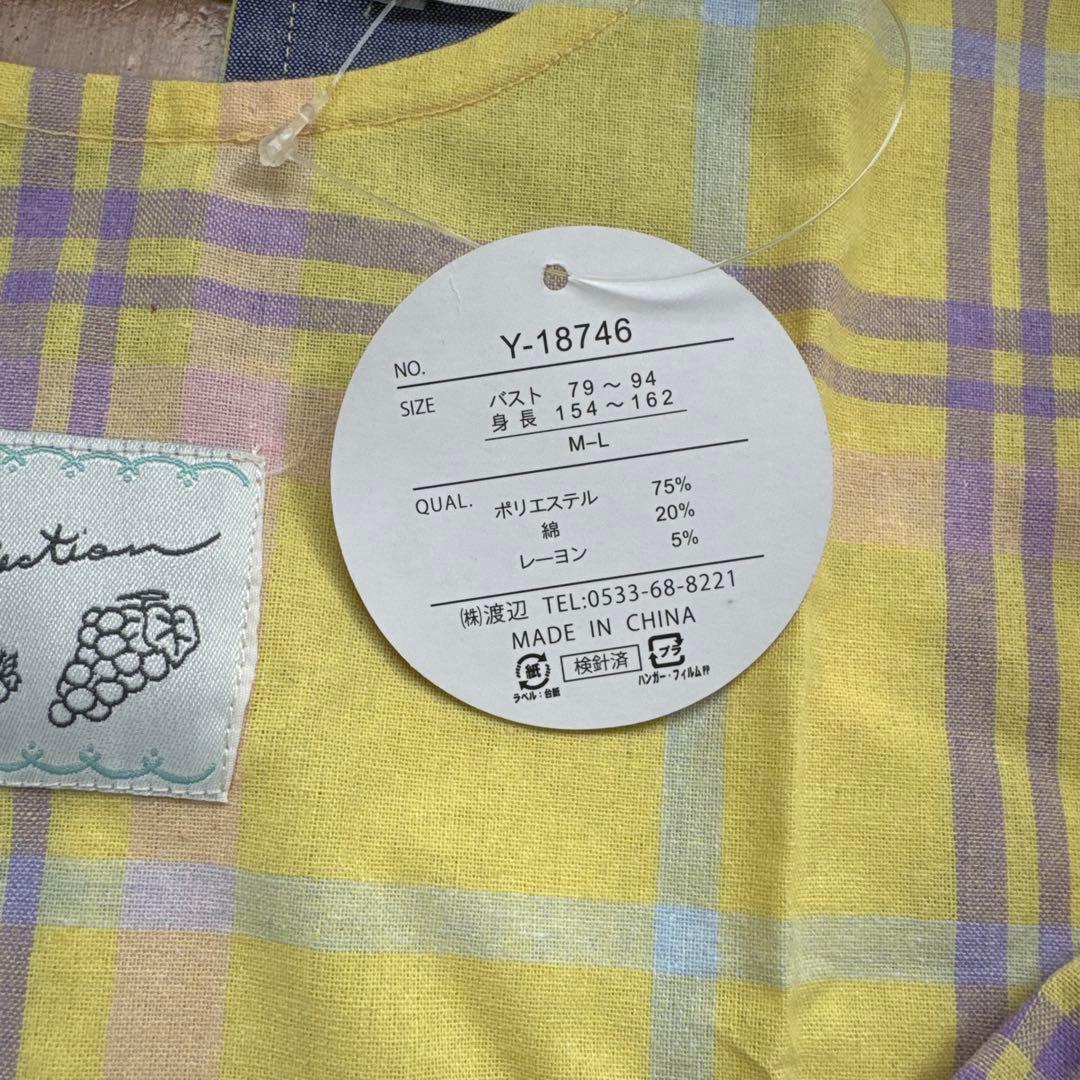 NO. Y-18746
SIZE バスト 79～94
身長 154～162
M-L
QUAL. ポリエステル 75%
綿 20%
レーヨン 5%
㈱渡辺 TEL:0533-68-8221
MADE IN CHINA
紙 検針済 プラ
ラベル：台紙 ハンガー・フィルムPP